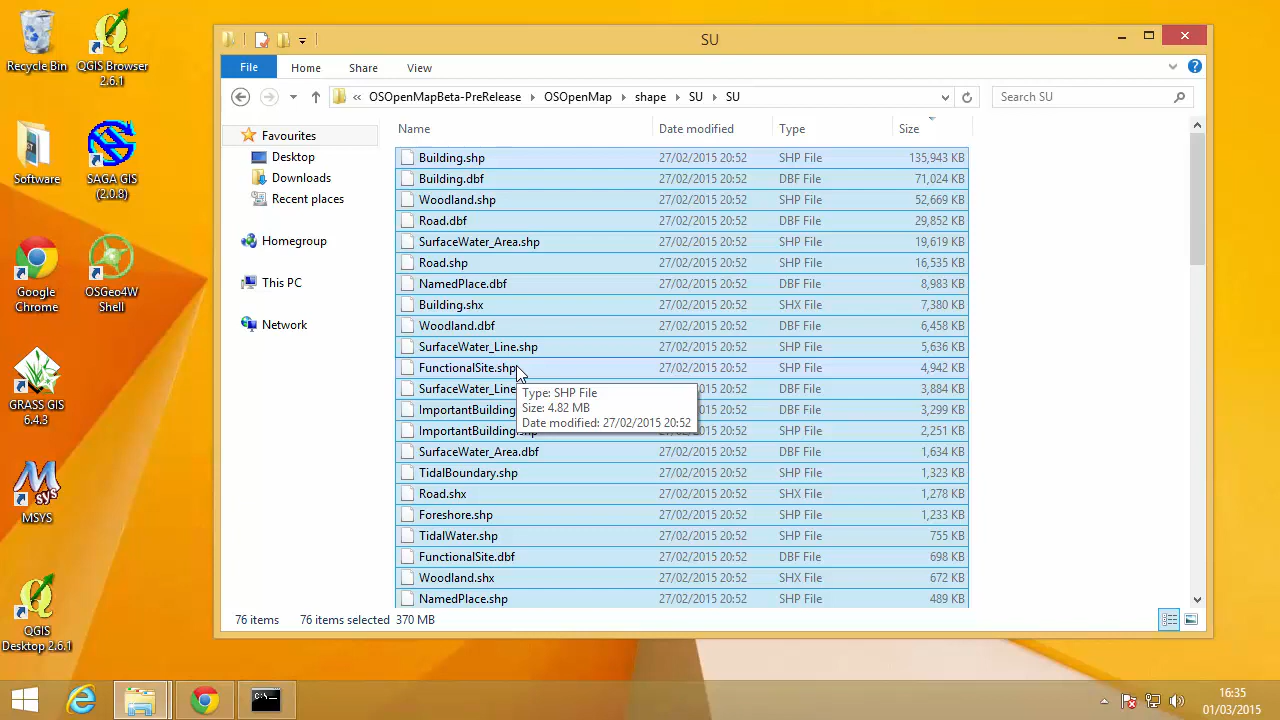 Recycle Bin
QGIS Browser
2.6.1
Software
SAGA GIS
(2.0.8)
Google
Chrome
OSGeo4W
Shell
GRASS GIS
6.4.3
MSYS
QGIS
Desktop 2.6.1
SU
File Home Share View
« OSOpenMapBeta-PreRelease OSOpenMap shape SU SU
Search SU
Favourites
Desktop
Downloads
Recent places
Homegroup
This PC
Network
Name Date modified Type Size
Building.shp 27/02/2015 20:52 SHP File 135,943 KB
Building.dbf 27/02/2015 20:52 DBF File 71,024 KB
Woodland.shp 27/02/2015 20:52 SHP File 52,669 KB
Road.dbf 27/02/2015 20:52 DBF File 29,852 KB
SurfaceWater_Area.shp 27/02/2015 20:52 SHP File 19,619 KB
Road.shp 27/02/2015 20:52 SHP File 16,535 KB
NamedPlace.dbf 27/02/2015 20:52 DBF File 8,983 KB
Building.shx 27/02/2015 20:52 SHX File 7,380 KB
Woodland.dbf 27/02/2015 20:52 DBF File 6,458 KB
SurfaceWater_Line.shp 27/02/2015 20:52 SHP File 5,636 KB
FunctionalSite.shp 27/02/2015 20:52 SHP File 4,942 KB
SurfaceWater_Line DBF File 3,884 KB
ImportantBuilding DBF File 3,299 KB
ImportantBuilding.shp 27/02/2015 20:52 SHP File 2,251 KB
SurfaceWater_Area.dbf 27/02/2015 20:52 DBF File 1,634 KB
TidalBoundary.shp 27/02/2015 20:52 SHP File 1,323 KB
Road.shx 27/02/2015 20:52 SHX File 1,278 KB
Foreshore.shp 27/02/2015 20:52 SHP File 1,233 KB
TidalWater.shp 27/02/2015 20:52 SHP File 755 KB
FunctionalSite.dbf 27/02/2015 20:52 DBF File 698 KB
Woodland.shx 27/02/2015 20:52 SHX File 672 KB
NamedPlace.shp 27/02/2015 20:52 SHP File 489 KB
Type: SHP File
Size: 4.82 MB
Date modified: 27/02/2015 20:52
76 items 76 items selected 370 MB
16:35
01/03/2015